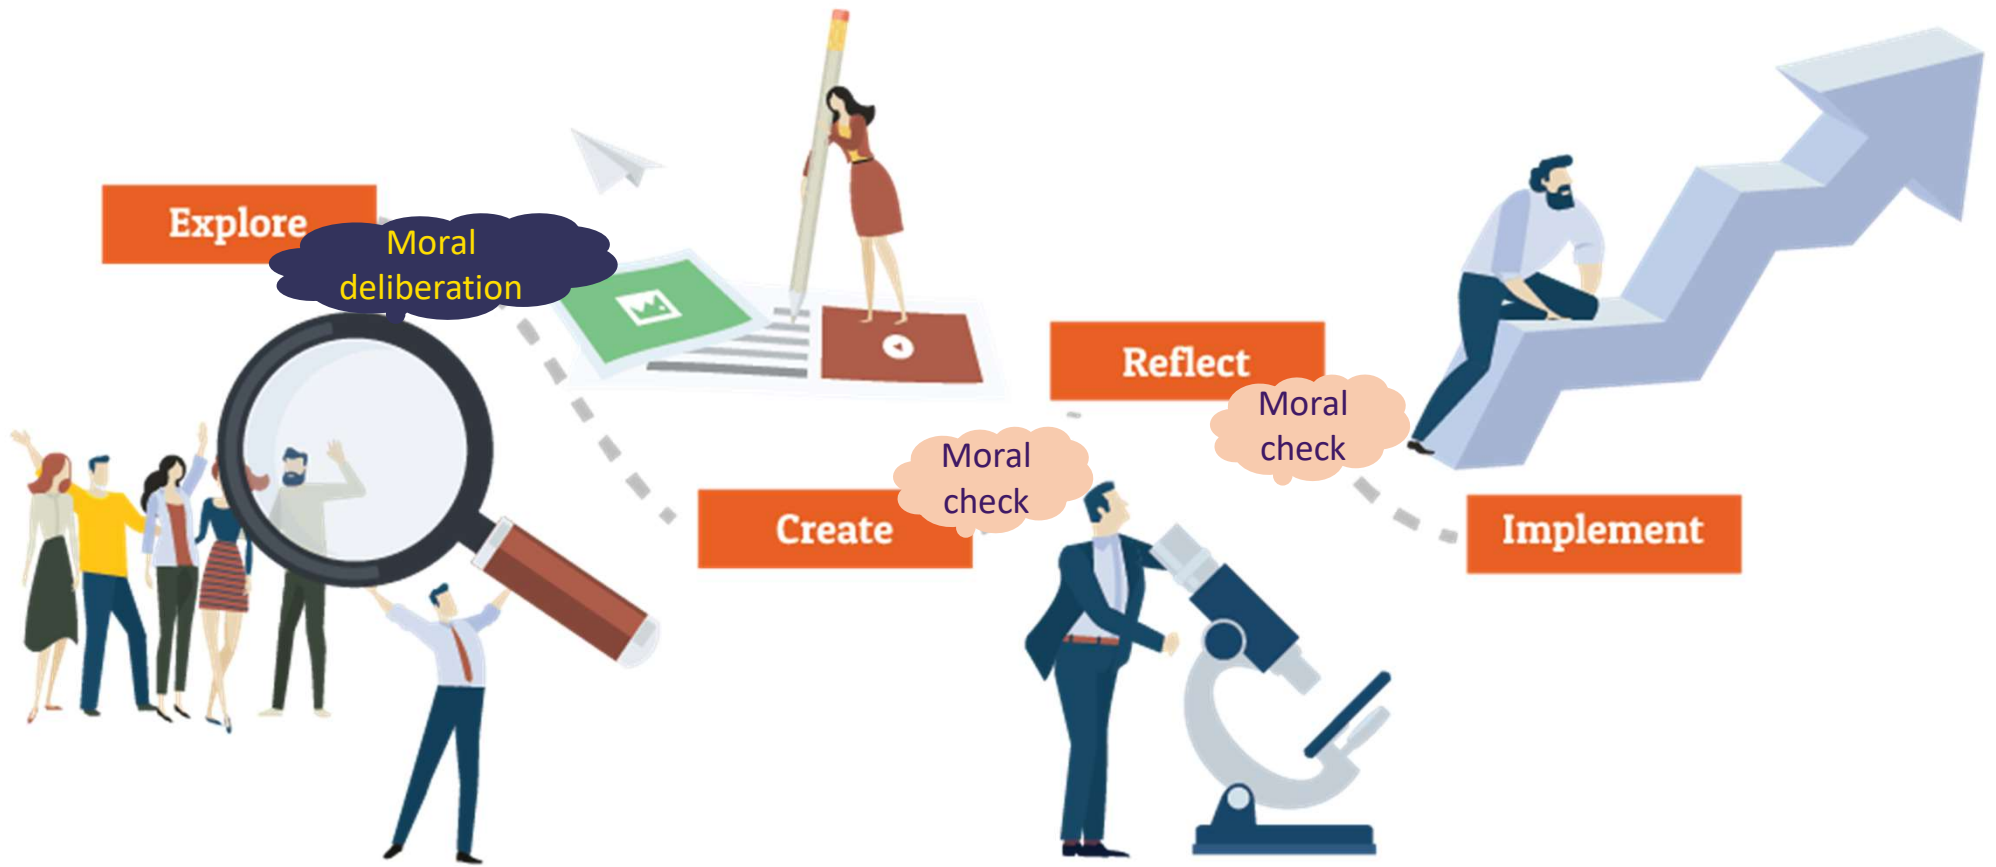 Explore
Moral
deliberation
Create
Moral
check
Reflect
Moral
check
Implement